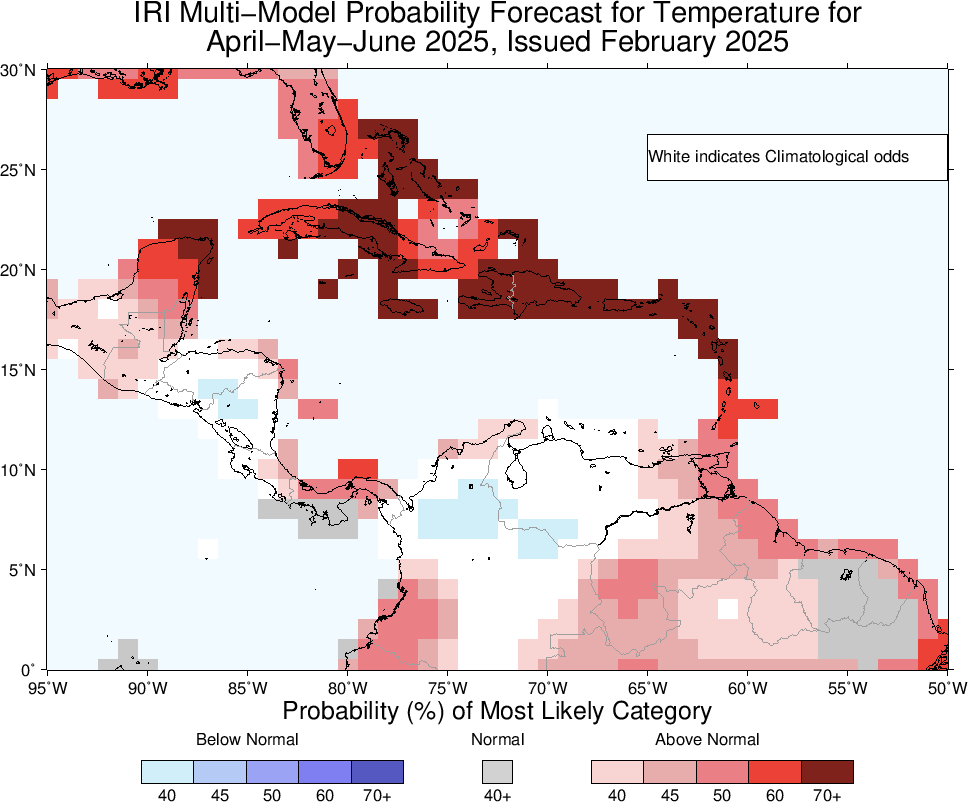 IRI Multi−Model Probability Forecast for Temperature for
April−May−June 2025, Issued February 2025
30˚N
White indicates Climatological odds
25˚N
20˚N
15˚N
10˚N
5˚N
0˚
95˚W 90˚W 85˚W 80˚W 75˚W 70˚W 65˚W 60˚W 55˚W 50˚W
Probability (%) of Most Likely Category
Below Normal Normal Above Normal
40 45 50 60 70+ 40+ 40 45 50 60 70+